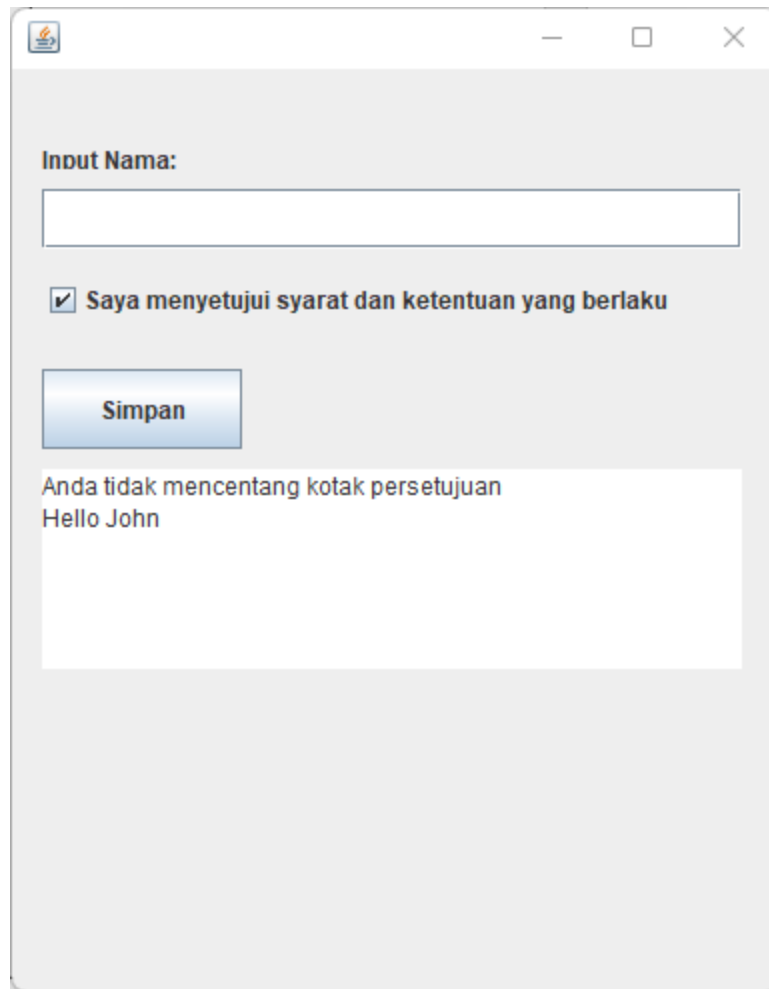 Input Nama:
Saya menyetujui syarat dan ketentuan yang berlaku
Simpan
Anda tidak mencentang kotak persetujuan
Hello John